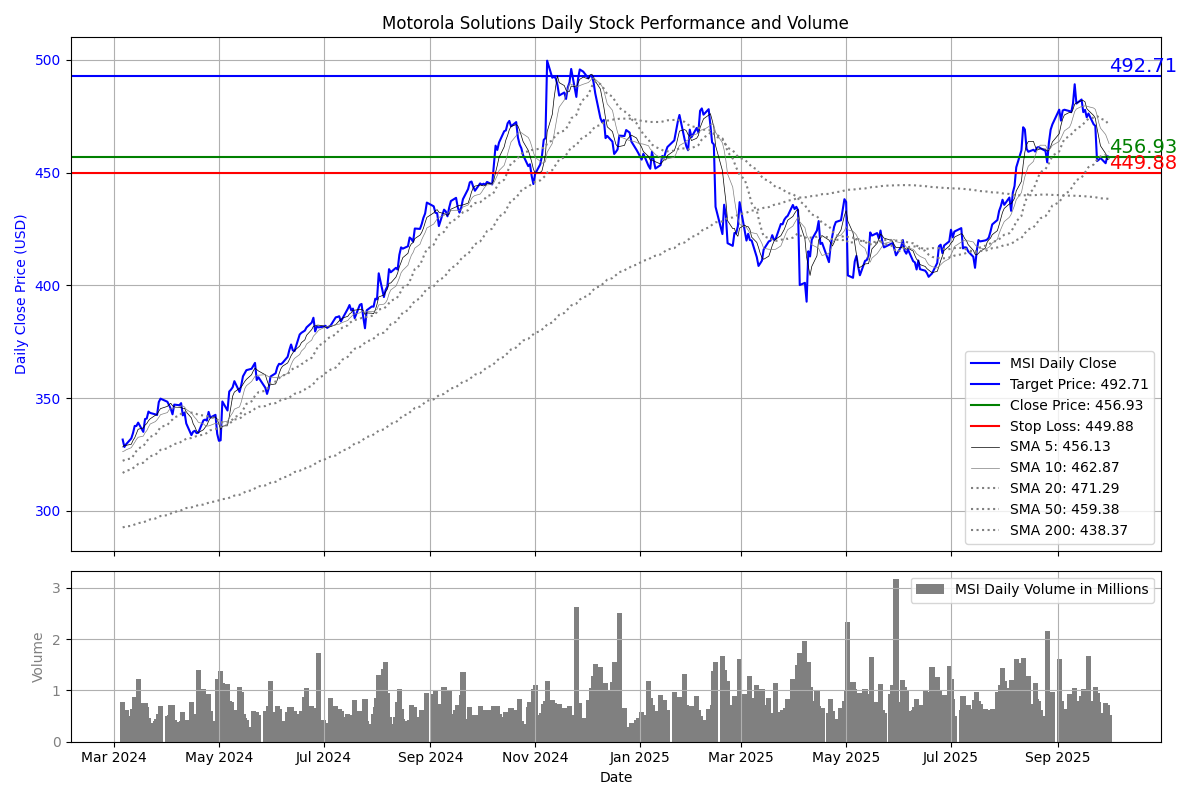 Motorola Solutions Daily Stock Performance and Volume
Daily Close Price (USD)
500
450
400
350
300
492.71
456.93
449.88
MSI Daily Close
Target Price: 492.71
Close Price: 456.93
Stop Loss: 449.88
SMA 5: 456.13
SMA 10: 462.87
SMA 20: 471.29
SMA 50: 459.38
SMA 200: 438.37
Volume
3
2
1
0
MSI Daily Volume in Millions
Mar 2024
May 2024
Jul 2024
Sep 2024
Nov 2024
Jan 2025
Mar 2025
May 2025
Jul 2025
Sep 2025
Date